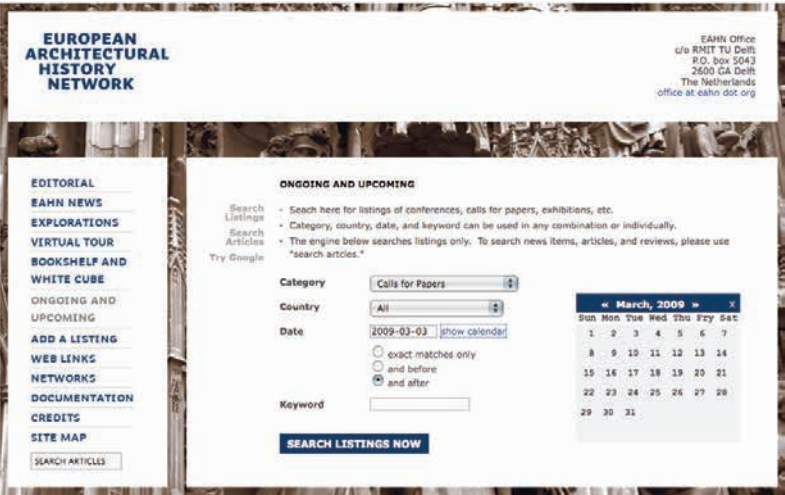 EUROPEAN
ARCHITECTURAL
HISTORY
NETWORK
EAHN Office
c/o RMIT TU Delft
P.O. box 5043
2600 GA Delft
The Netherlands
office at eahn dot org
EDITORIAL
EAHN NEWS
EXPLORATIONS
VIRTUAL TOUR
BOOKSHELF AND
WHITE CUBE
ONGOING AND
UPCOMING
ADD A LISTING
WEB LINKS
NETWORKS
DOCUMENTATION
CREDITS
SITE MAP
SEARCH ARTICLES
Search
Listings
Search
Articles
Try Google
ONGOING AND UPCOMING
- Seach here for listings of conferences, calls for papers, exhibitions, etc.
- Category, country, date, and keyword can be used in any combination or individually.
- The engine below searches listings only. To search news items, articles, and reviews, please use
"search artcles."
Category Calls for Papers
Country All
Date 2009-03-03 show calendar
exact matches only
and before
and after
Keyword
SEARCH LISTINGS NOW
« March, 2009 » X
Sun Mon Tue Wed Thu Fry Sat
1 2 3 4 5 6 7
8 9 10 11 12 13 14
15 16 17 18 19 20 21
22 23 24 25 26 27 28
29 30 31